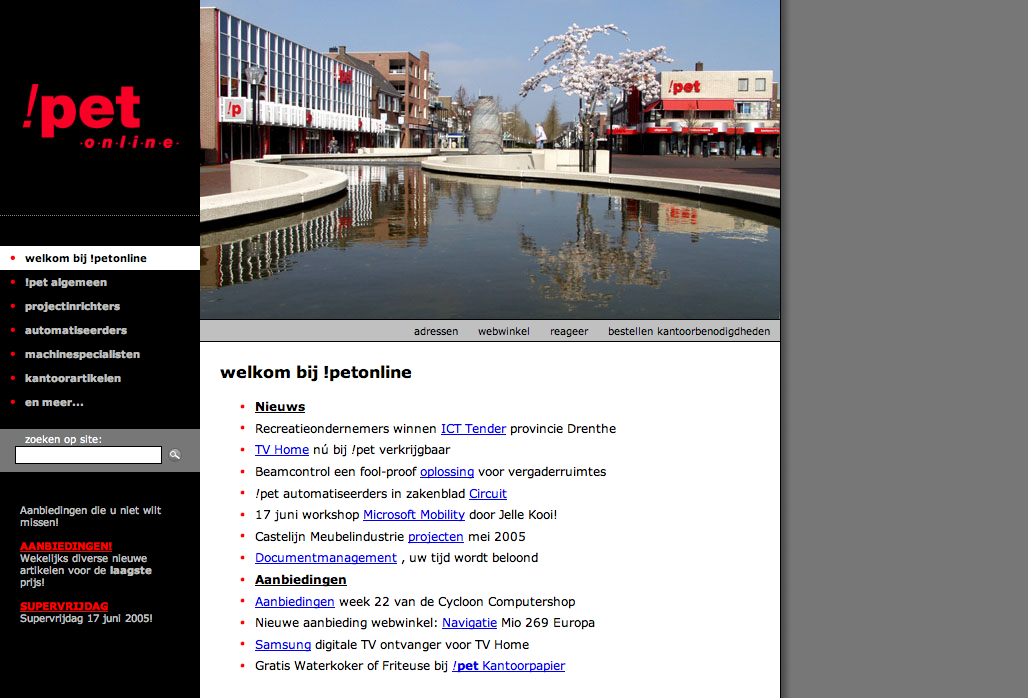 !pet
·o·n·l·i·n·e·
welkom bij !petonline
!pet algemeen
projectinrichters
automatiseerders
machinespecialisten
kantoorartikelen
en meer...
zoeken op site:
Aanbiedingen die u niet wilt
missen!
AANBIEDINGEN!
Wekelijks diverse nieuwe
artikelen voor de laagste
prijs!
SUPERVRIJDAG
Supervrijdag 17 juni 2005!
!p
!pet
adressen webwinkel reageer bestellen kantoorbenodigdheden
welkom bij !petonline
Nieuws
Recreatieondernemers winnen ICT Tender provincie Drenthe
TV Home nú bij !pet verkrijgbaar
Beamcontrol een fool-proof oplossing voor vergaderruimtes
!pet automatiseerders in zakenblad Circuit
17 juni workshop Microsoft Mobility door Jelle Kooi!
Castelijn Meubelindustrie projecten mei 2005
Documentmanagement , uw tijd wordt beloond
Aanbiedingen
Aanbiedingen week 22 van de Cycloon Computershop
Nieuwe aanbieding webwinkel: Navigatie Mio 269 Europa
Samsung digitale TV ontvanger voor TV Home
Gratis Waterkoker of Friteuse bij !pet Kantoorpapier